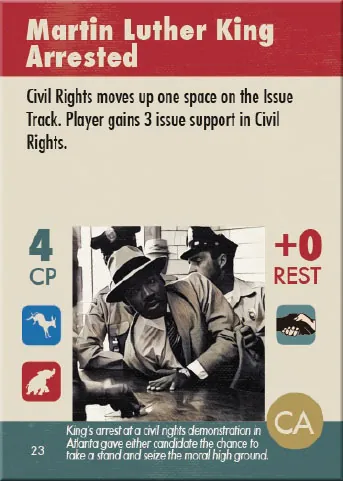 Martin Luther King
Arrested
Civil Rights moves up one space on the Issue
Track. Player gains 3 issue support in Civil
Rights.
4
CP
+0
REST
CA
King's arrest at a civil rights demonstration in
Atlanta gave either candidate the chance to
take a stand and seize the moral high ground.
23